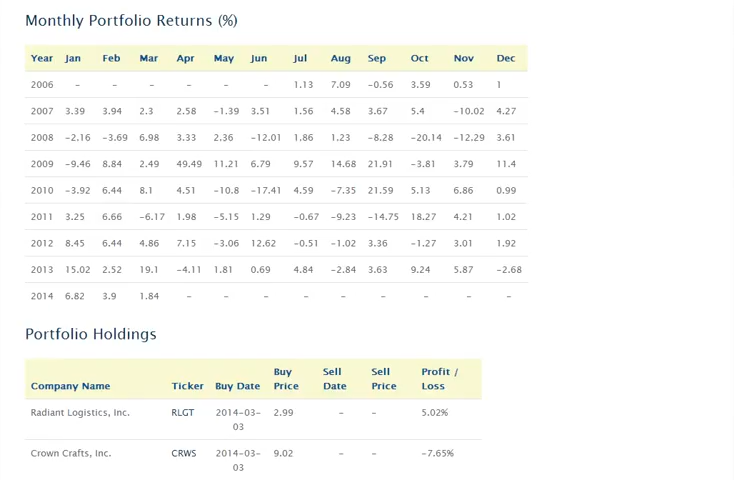 Monthly Portfolio Returns (%)
Year Jan Feb Mar Apr May Jun Jul Aug Sep Oct Nov Dec
2006 – – – – – – 1.13 7.09 -0.56 3.59 0.53 1
2007 3.39 3.94 2.3 2.58 -1.39 3.51 1.56 4.58 3.67 5.4 -10.02 4.27
2008 -2.16 -3.69 6.98 3.33 2.36 -12.01 1.86 1.23 -8.28 -20.14 -12.29 3.61
2009 -9.46 8.84 2.49 49.49 11.21 6.79 9.57 14.68 21.91 -3.81 3.79 11.4
2010 -3.92 6.44 8.1 4.51 -10.8 -17.41 4.59 -7.35 21.59 5.13 6.86 0.99
2011 3.25 6.66 -6.17 1.98 -5.15 1.29 -0.67 -9.23 -14.75 18.27 4.21 1.02
2012 8.45 6.44 4.86 7.15 -3.06 12.62 -0.51 -1.02 3.36 -1.27 3.01 1.92
2013 15.02 2.52 19.1 -4.11 1.81 0.69 4.84 -2.84 3.63 9.24 5.87 -2.68
2014 6.82 3.9 1.84 – – – – – – – – –
Portfolio Holdings
Buy Sell Sell Profit /
Company Name Ticker Buy Date Price Date Price Loss
Radiant Logistics, Inc. RLGT 2014-03- 2.99 – – 5.02%
03
Crown Crafts, Inc. CRWS 2014-03- 9.02 – – -7.65%
03